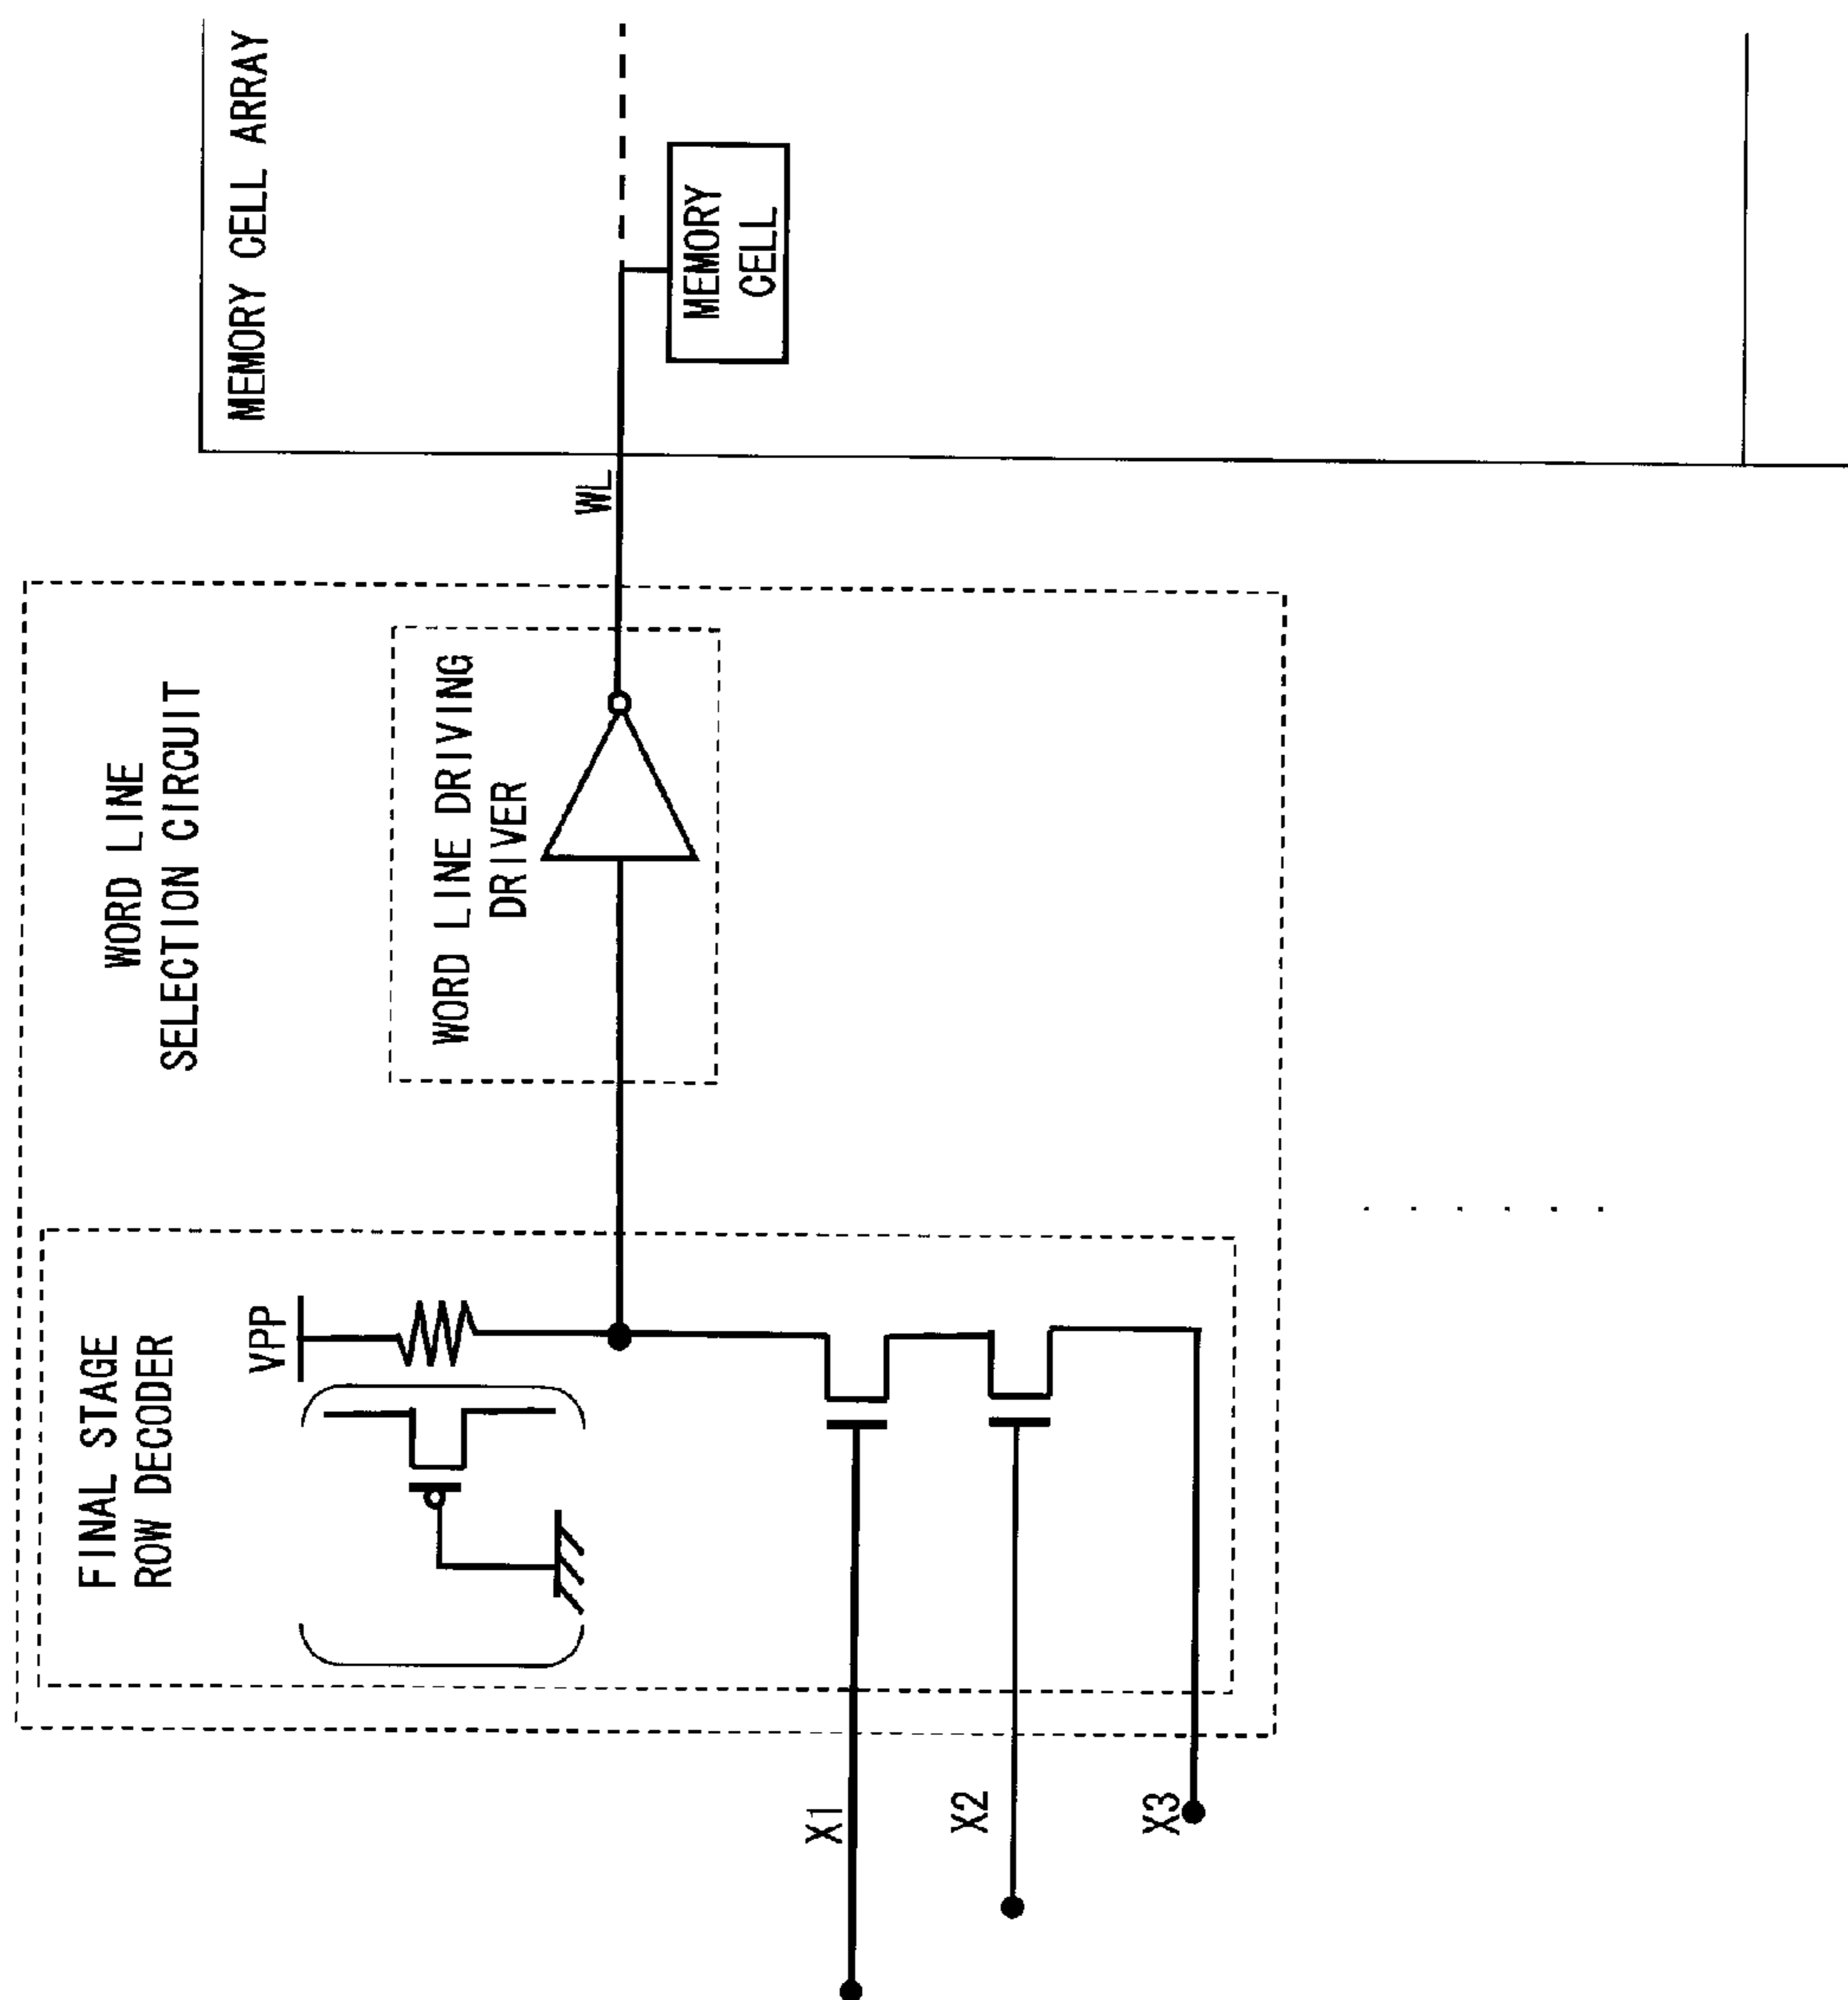 MEMORY CELL ARRAY
MEMORY
CELL
WL
WORD LINE
SELECTION CIRCUIT
WORD LINE DRIVING
DRIVER
FINAL STAGE
ROW DECODER
VPP
X1
X2
X3